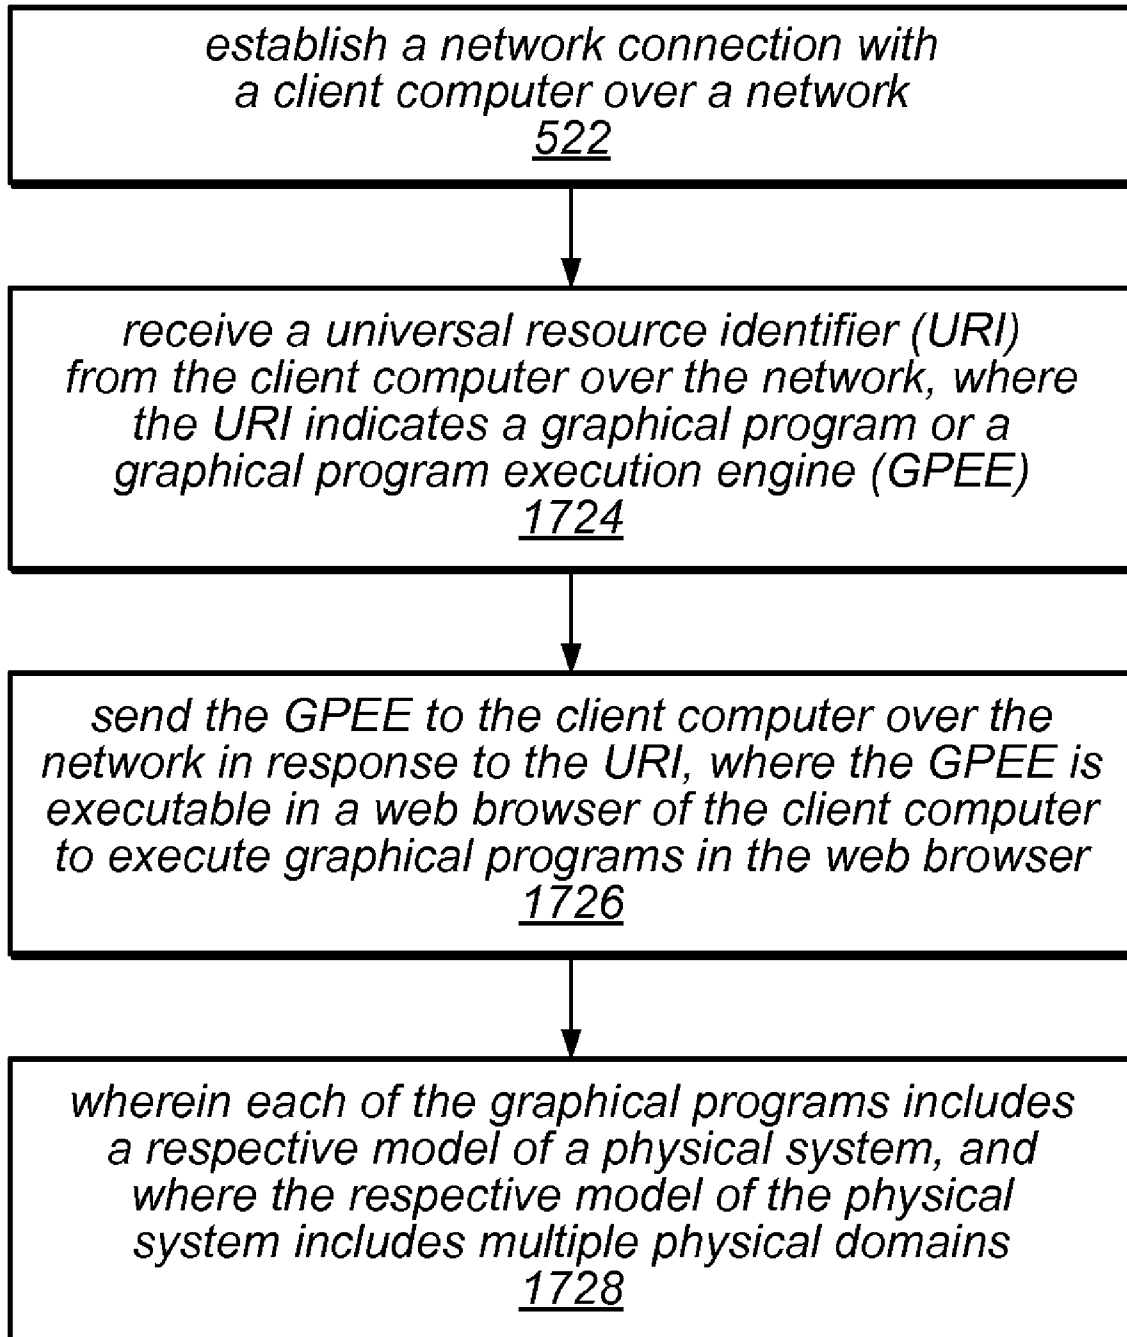 establish a network connection with
a client computer over a network
522
receive a universal resource identifier (URI)
from the client computer over the network, where
the URI indicates a graphical program or a
graphical program execution engine (GPEE)
1724
send the GPEE to the client computer over the
network in response to the URI, where the GPEE is
executable in a web browser of the client computer
to execute graphical programs in the web browser
1726
wherein each of the graphical programs includes
a respective model of a physical system, and
where the respective model of the physical
system includes multiple physical domains
1728